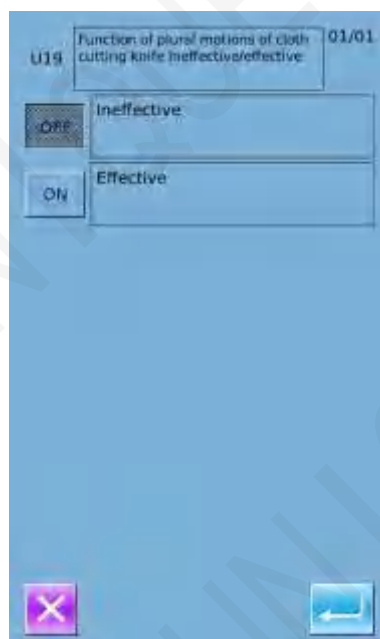 U19
Function of plural motions of cloth
cutting knife ineffective/effective
01/01
OFF
Ineffective
ON
Effective